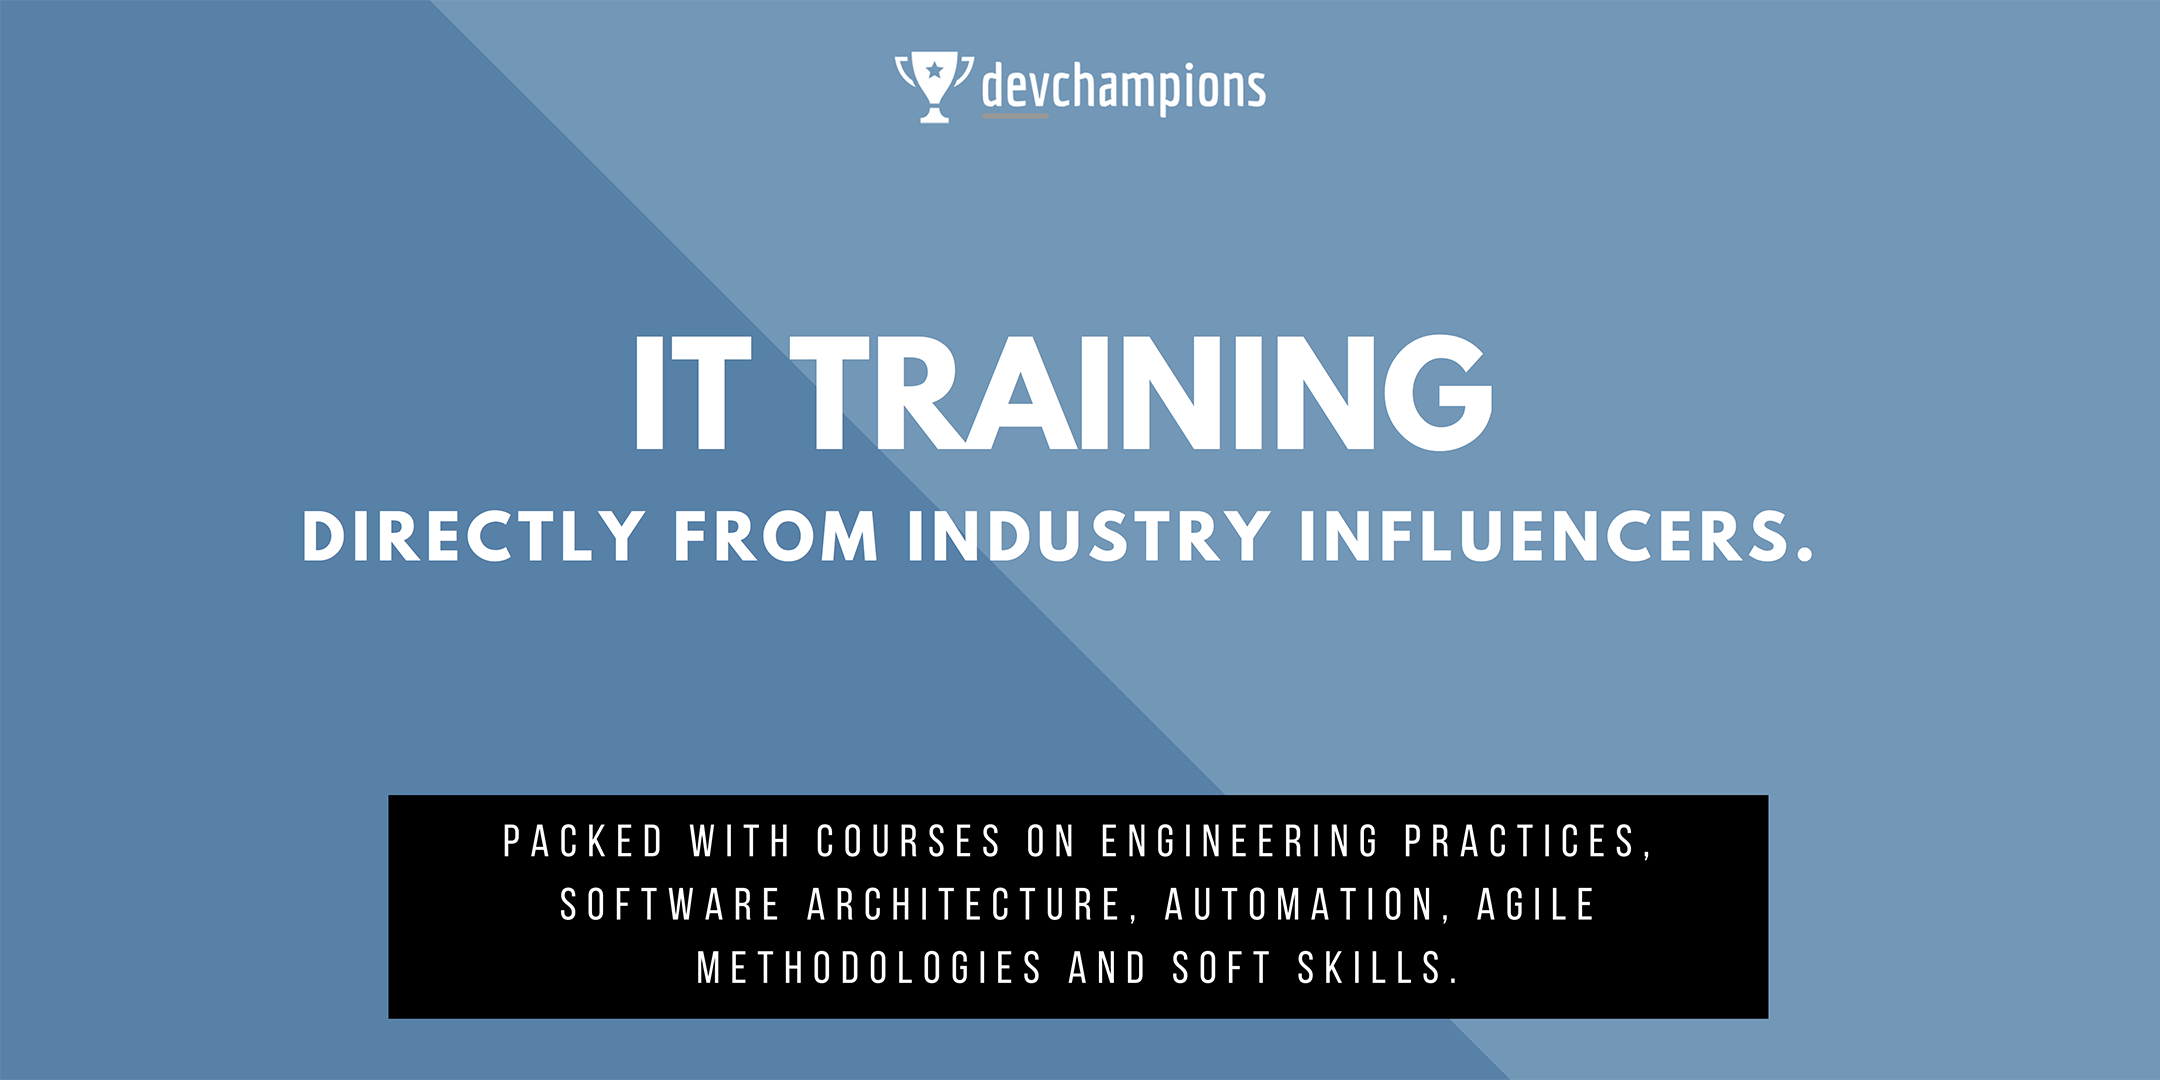 devchampions
IT TRAINING
DIRECTLY FROM INDUSTRY INFLUENCERS.
PACKED WITH COURSES ON ENGINEERING PRACTICES,
SOFTWARE ARCHITECTURE, AUTOMATION, AGILE
METHODOLOGIES AND SOFT SKILLS.